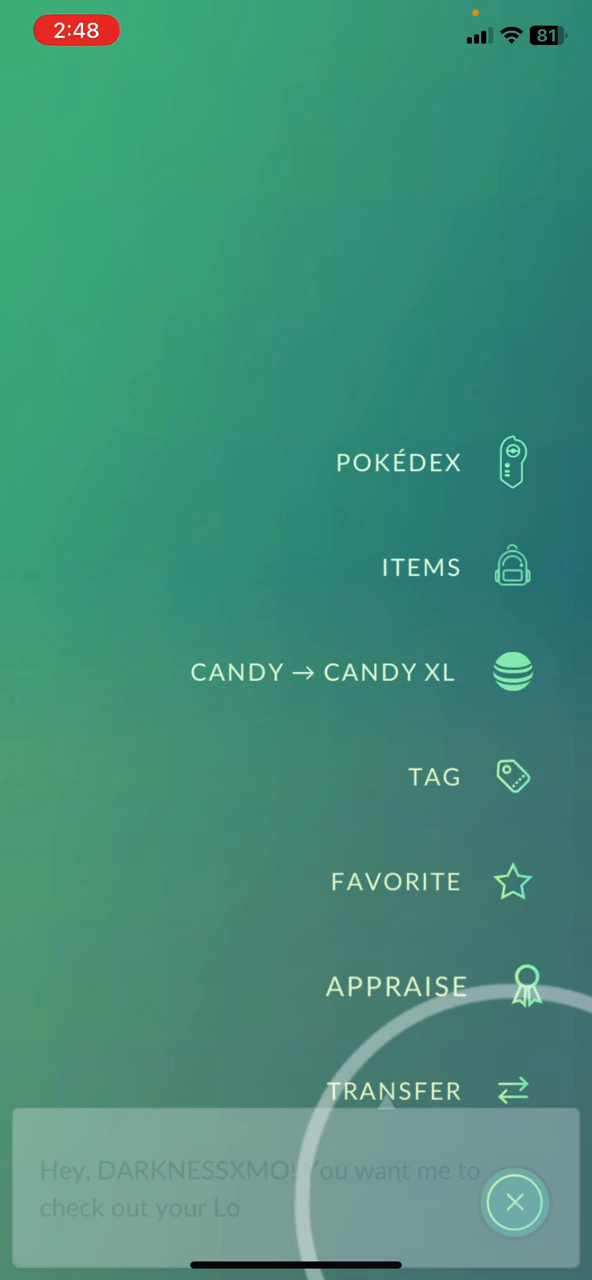 2:48
81
POKÉDEX
ITEMS
CANDY → CANDY XL
TAG
FAVORITE
APPRAISE
TRANSFER
Hey, DARKNESSXMO! You want me to
check out your Lo